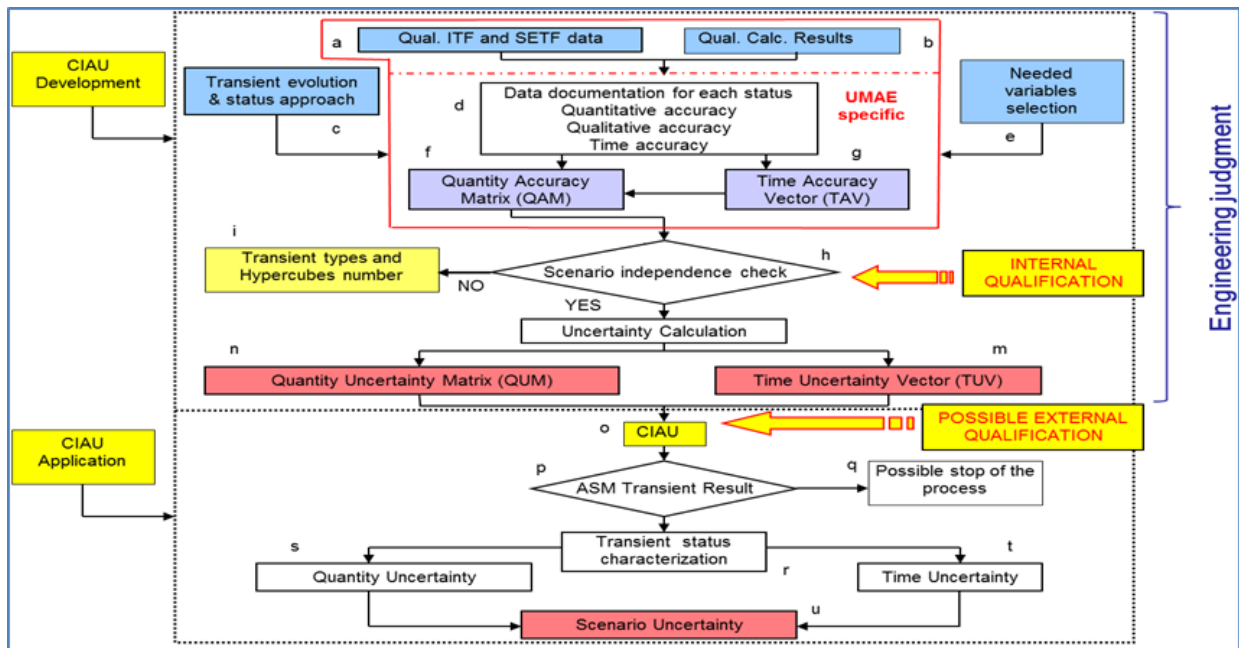 a
Qual. ITF and SETF data
Qual. Calc. Results
b
CIAU
Development
Transient evolution
& status approach
c
d
Data documentation for each status
Quantitative accuracy
Qualitative accuracy
Time accuracy
UMAE
specific
Needed
variables
selection
e
f
g
Quantity Accuracy
Matrix (QAM)
Time Accuracy
Vector (TAV)
i
Transient types and
Hypercubes number
NO
Scenario independence check
h
INTERNAL
QUALIFICATION
YES
Uncertainty Calculation
n
m
Quantity Uncertainty Matrix (QUM)
Time Uncertainty Vector (TUV)
Engineering judgment
CIAU
Application
o
CIAU
POSSIBLE EXTERNAL
QUALIFICATION
p
ASM Transient Result
q
Possible stop of the
process
s
Transient status
characterization
r
t
Quantity Uncertainty
Time Uncertainty
u
Scenario Uncertainty